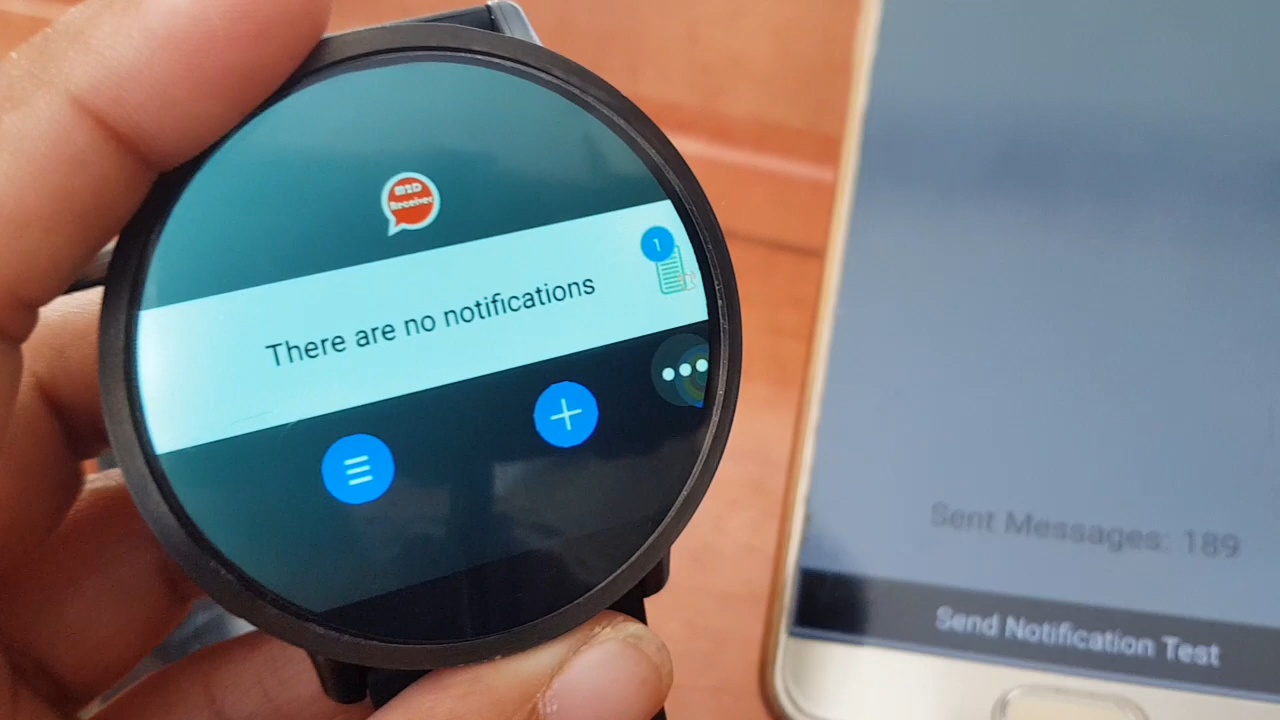 M2D
Receiver
1
There are no notifications
Sent Messages: 189
Send Notification Test